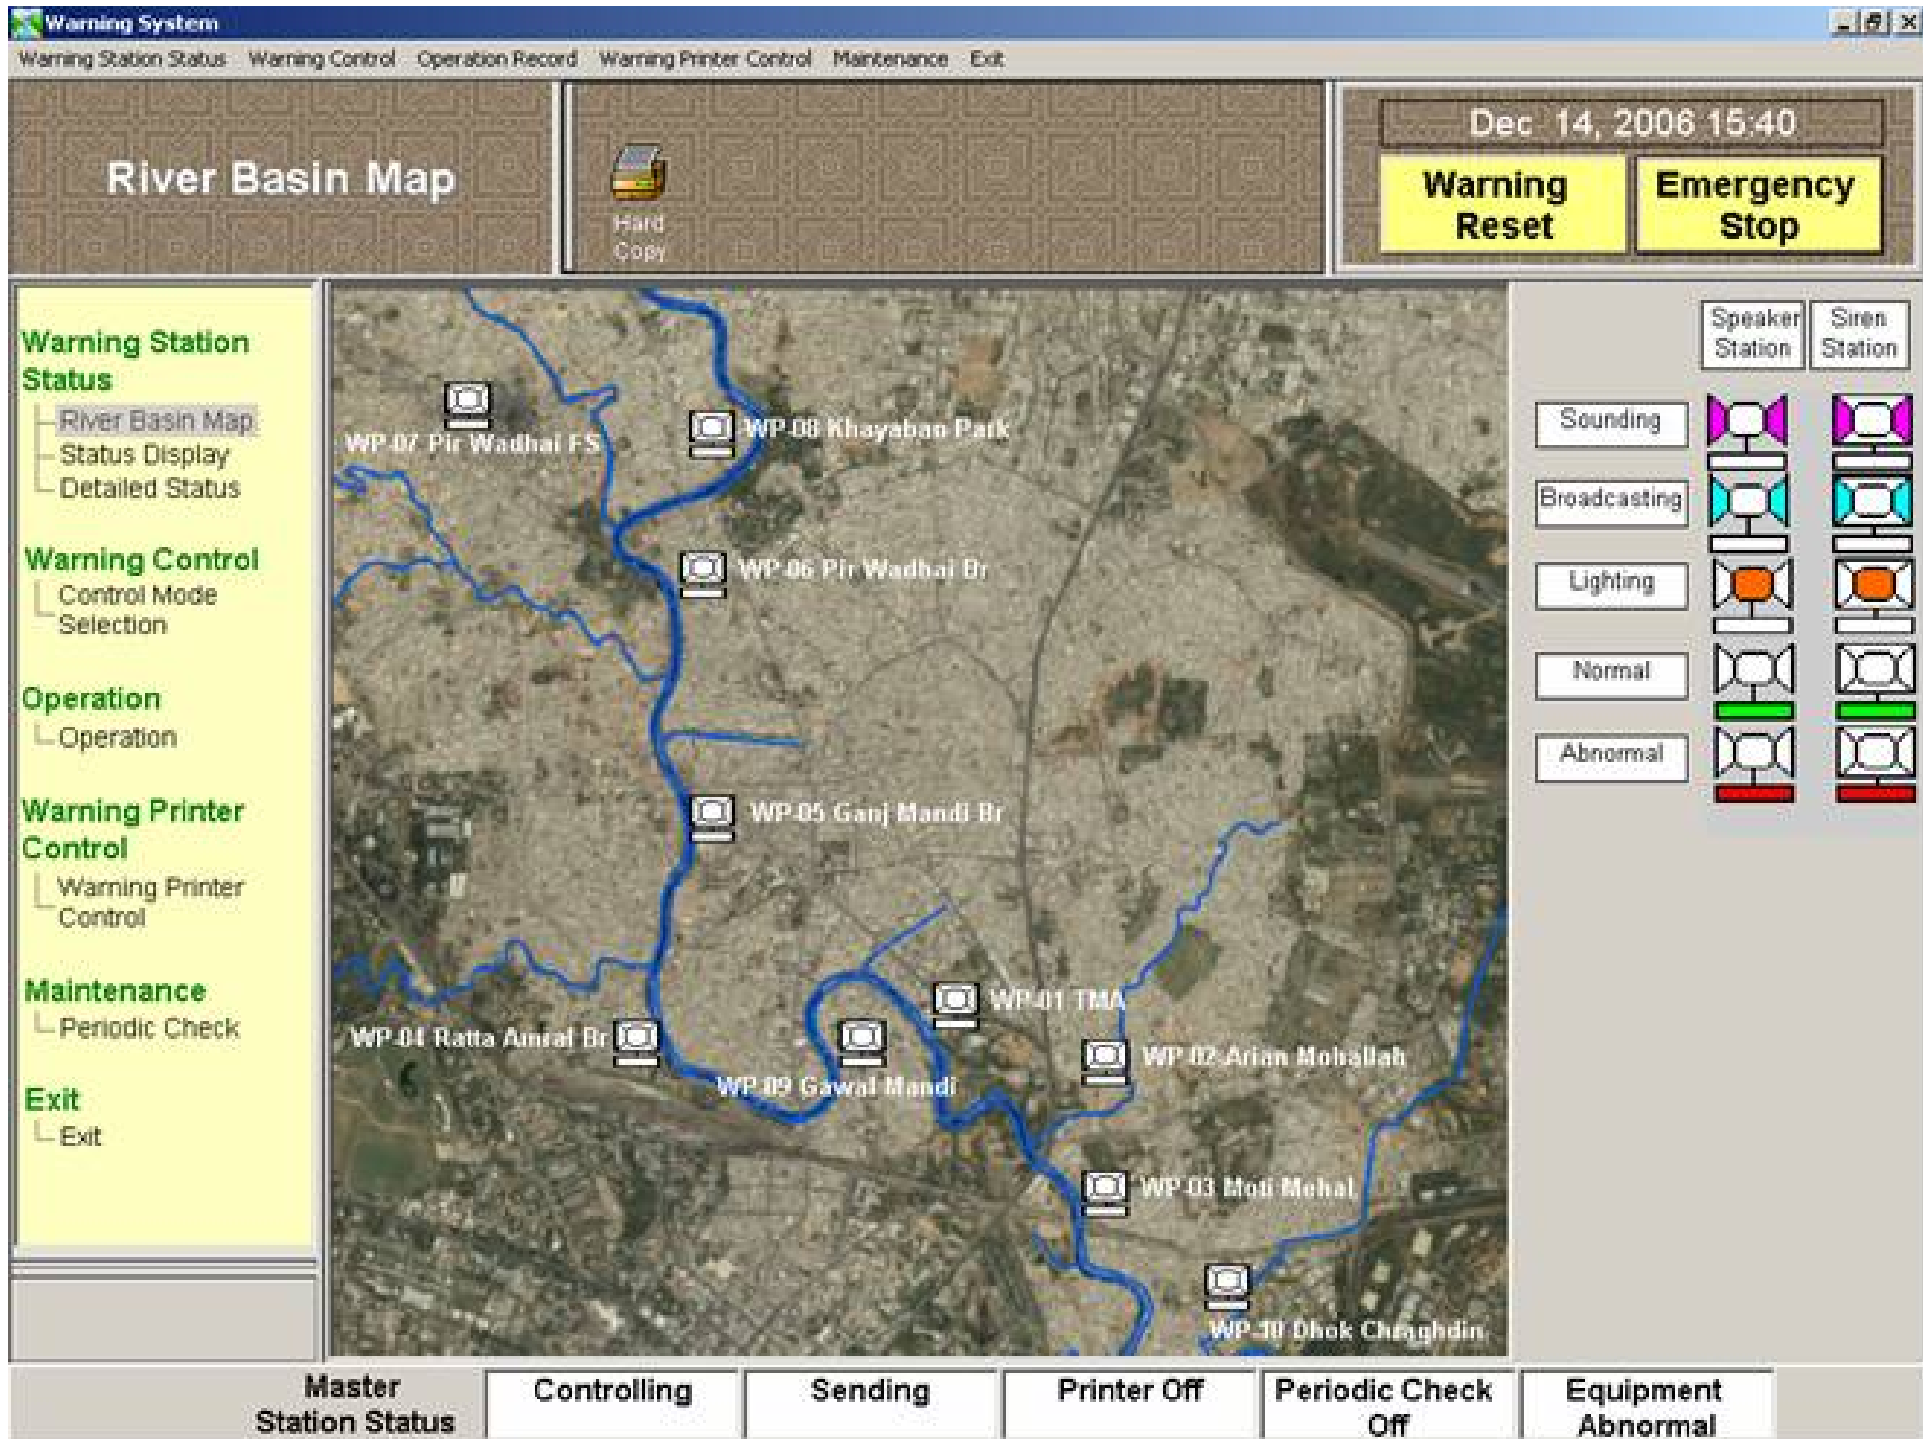 Warning System
Warning Station Status Warning Control Operation Record Warning Printer Control Maintenance Exit
River Basin Map
Hard
Copy
Dec 14, 2006 15:40
Warning
Reset
Emergency
Stop
Warning Station
Status
River Basin Map
Status Display
Detailed Status
Warning Control
Control Mode
Selection
Operation
Operation
Warning Printer
Control
Warning Printer
Control
Maintenance
Periodic Check
Exit
Exit
WP-07 Pir Wadhai FS
WP-08 Khayaban Park
WP-06 Pir Wadhai Br
WP-05 Ganj Mandi Br
WP-01 TMA
WP-04 Ratta Amral Br
WP-09 Gawal Mandi
WP-02 Arian Mohallah
WP-03 Moti Mehal
WP-10 Dhok Chraghdin
Speaker
Station
Siren
Station
Sounding
Broadcasting
Lighting
Normal
Abnormal
Master
Station Status
Controlling
Sending
Printer Off
Periodic Check
Off
Equipment
Abnormal